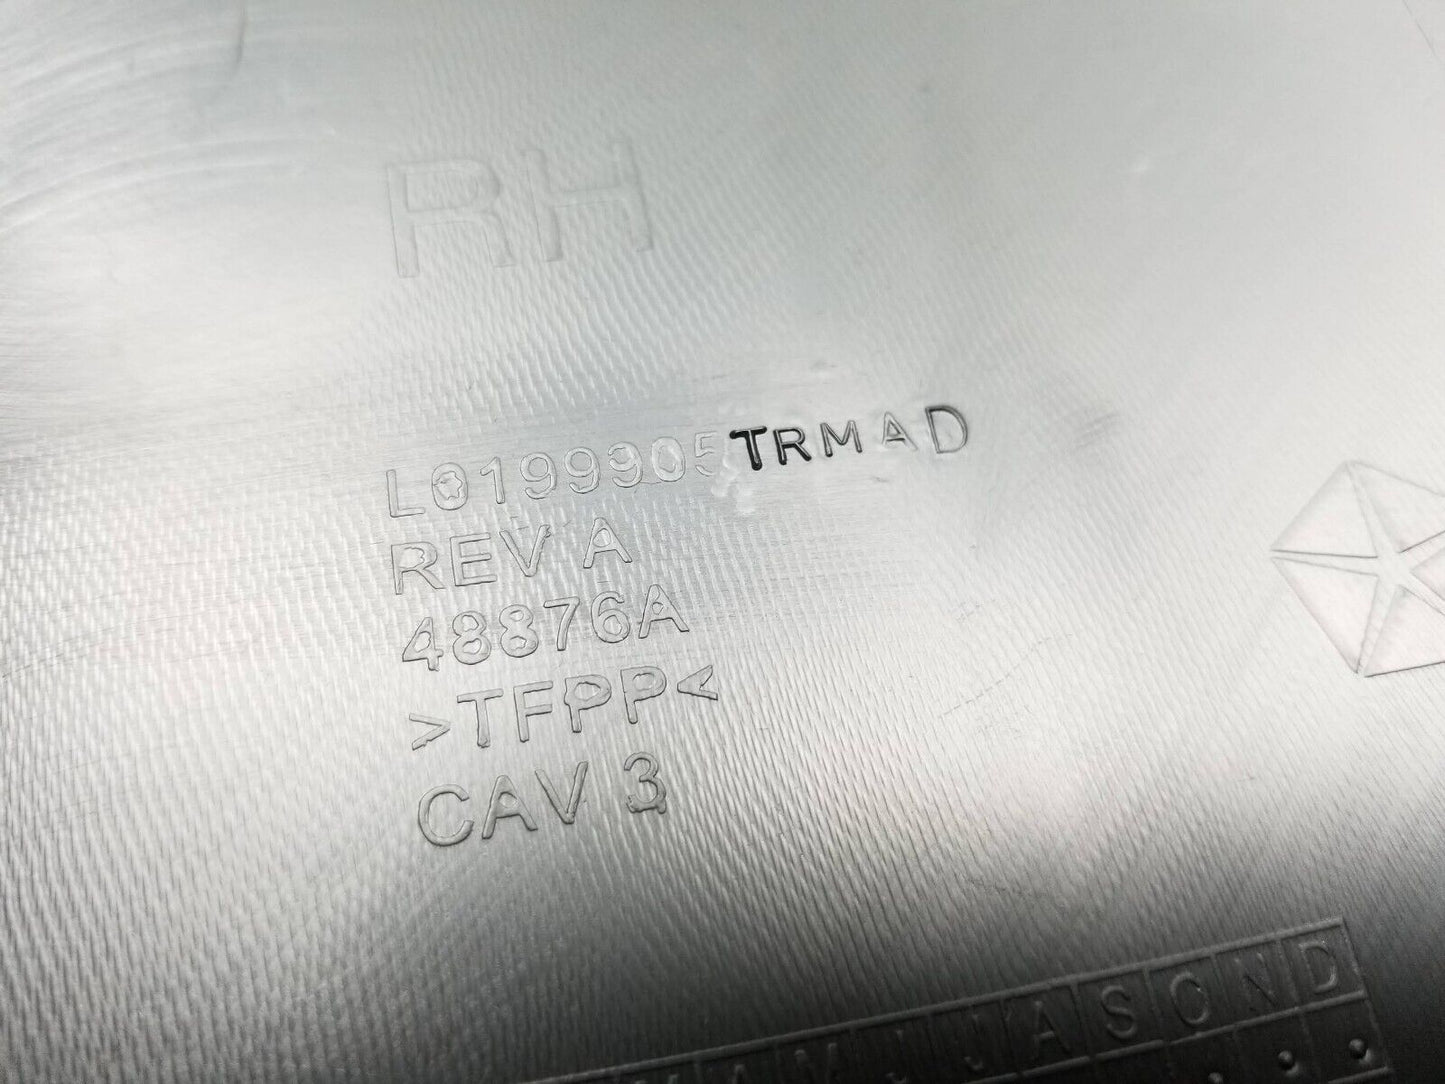 RH
L0199905TRMAD
REV A
48876A
>TFPP<
CAV 3
M A M J J A S O N D